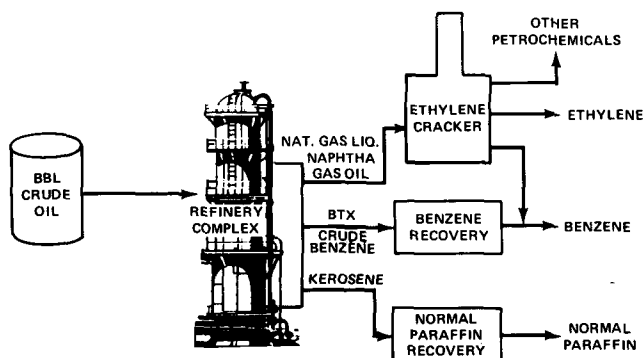 OTHER
PETROCHEMICALS
ETHYLENE
CRACKER
ETHYLENE
NAT. GAS LIQ.
NAPHTHA
GAS OIL
BBL
CRUDE
OIL
REFINERY
COMPLEX
BTX
CRUDE
BENZENE
BENZENE
RECOVERY
BENZENE
KEROSENE
NORMAL
PARAFFIN
RECOVERY
NORMAL
PARAFFIN